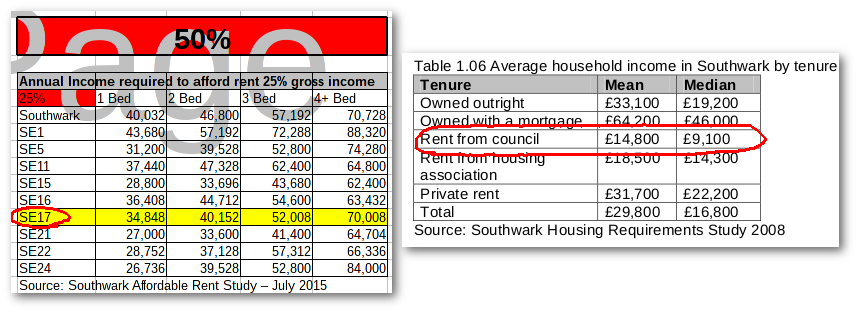 Page
50%
Annual Income required to afford rent 25% gross income
25% 1 Bed 2 Bed 3 Bed 4+ Bed
Southwark 40,032 46,800 57,192 70,728
SE1 43,680 57,192 72,288 88,320
SE5 31,200 39,528 52,800 74,280
SE11 37,440 47,328 62,400 64,800
SE15 28,800 33,696 43,680 62,400
SE16 36,408 44,712 54,600 63,432
SE17 34,848 40,152 52,008 70,008
SE21 27,000 33,600 41,400 64,704
SE22 28,752 37,128 57,312 66,336
SE24 26,736 39,528 52,800 84,000
Source: Southwark Affordable Rent Study – July 2015
Table 1.06 Average household income in Southwark by tenure
Tenure Mean Median
Owned outright £33,100 £19,200
Owned with a mortgage £64,200 £46,000
Rent from council £14,800 £9,100
Rent from housing £18,500 £14,300
association
Private rent £31,700 £22,200
Total £29,800 £16,800
Source: Southwark Housing Requirements Study 2008